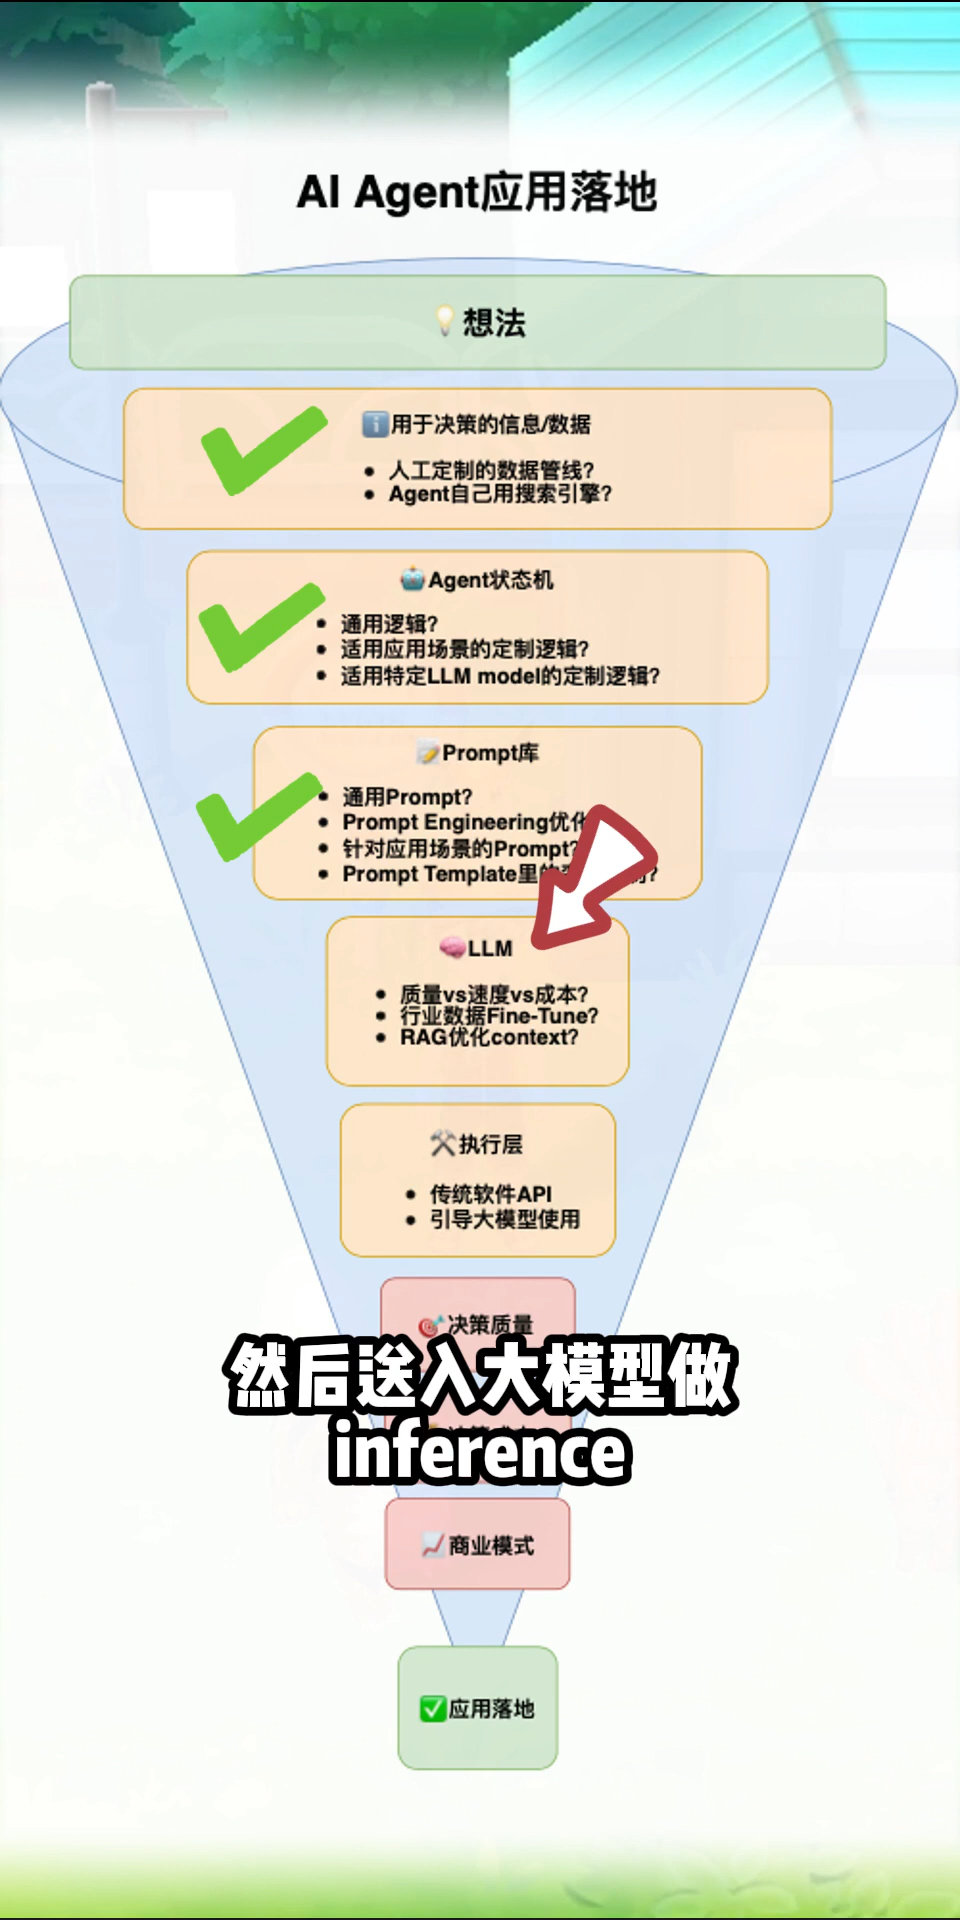 AI Agent应用落地
想法
用于决策的信息/数据
人工定制的数据管线?
Agent自己用搜索引擎?
Agent状态机
通用逻辑?
适用应用场景的定制逻辑?
适用特定LLM model的定制逻辑?
Prompt库
通用Prompt?
Prompt Engineering优化
针对应用场景的Prompt?
Prompt Template里的
LLM
质量vs速度vs成本?
行业数据Fine-Tune?
RAG优化context?
执行层
传统软件API
引导大模型使用
决策质量
然后送入大模型做
inference
商业模式
应用落地